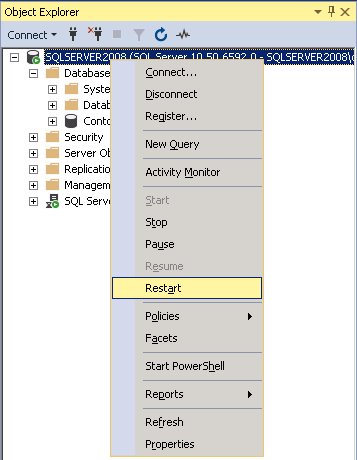 Object Explorer
Connect
SQLSERVER2008 (SQL Server 10.50.6592.0 - SQLSERVER2008\
Database
Syste
Datab
Conto
Security
Server Ob
Replicatio
Managem
SQL Serve
Connect...
Disconnect
Register...
New Query
Activity Monitor
Start
Stop
Pause
Resume
Restart
Policies
Facets
Start PowerShell
Reports
Refresh
Properties